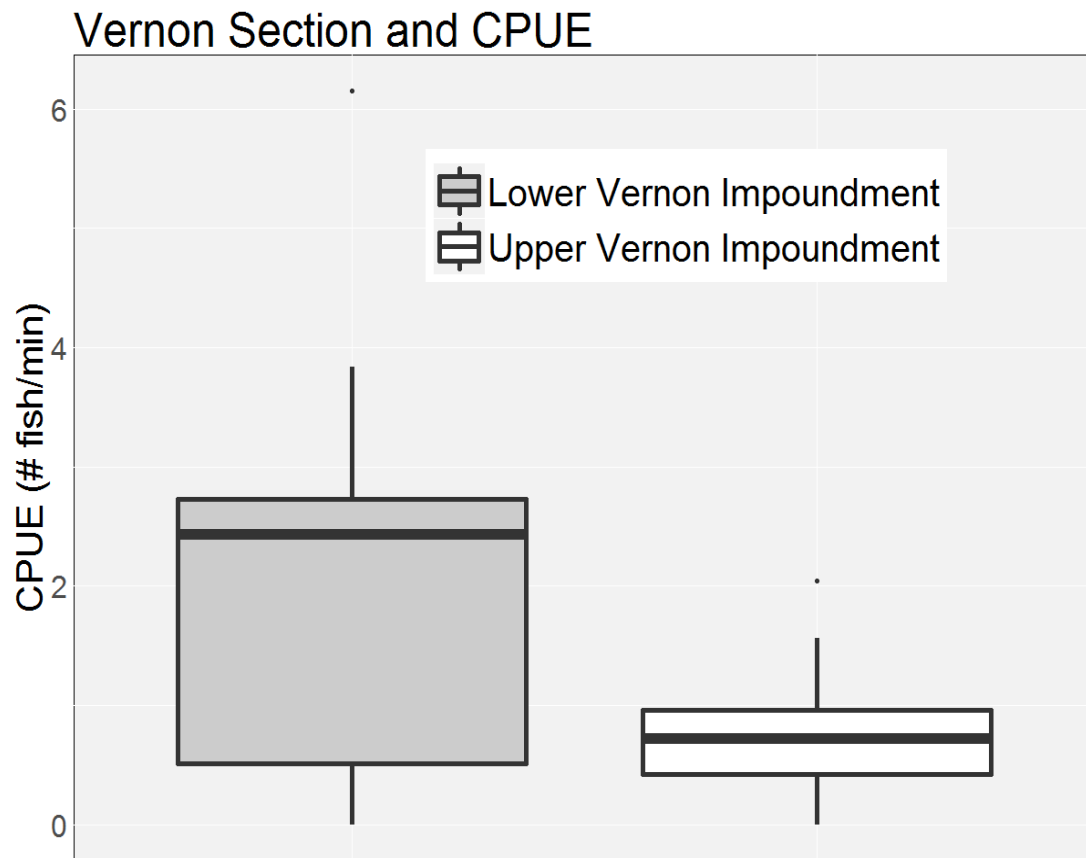 Vernon Section and CPUE
6
Lower Vernon Impoundment
Upper Vernon Impoundment
4
CPUE (# fish/min)
2
0